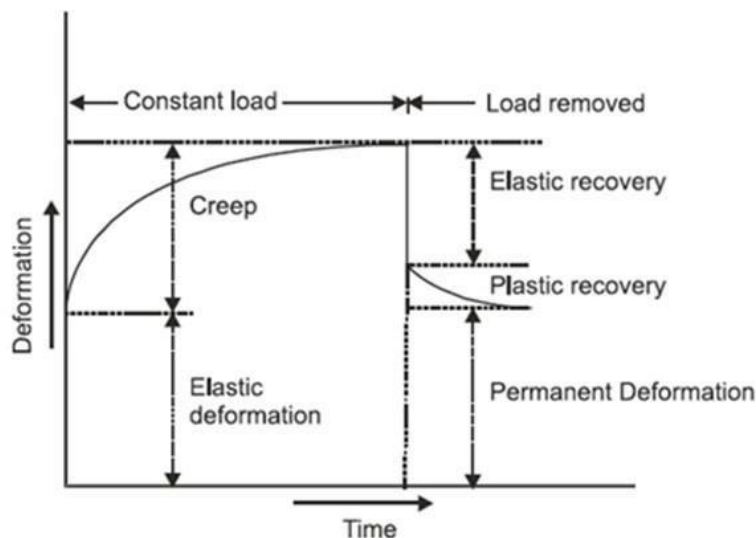 Constant load
Load removed
Creep
Elastic recovery
Plastic recovery
Deformation
Elastic
deformation
Permanent Deformation
Time